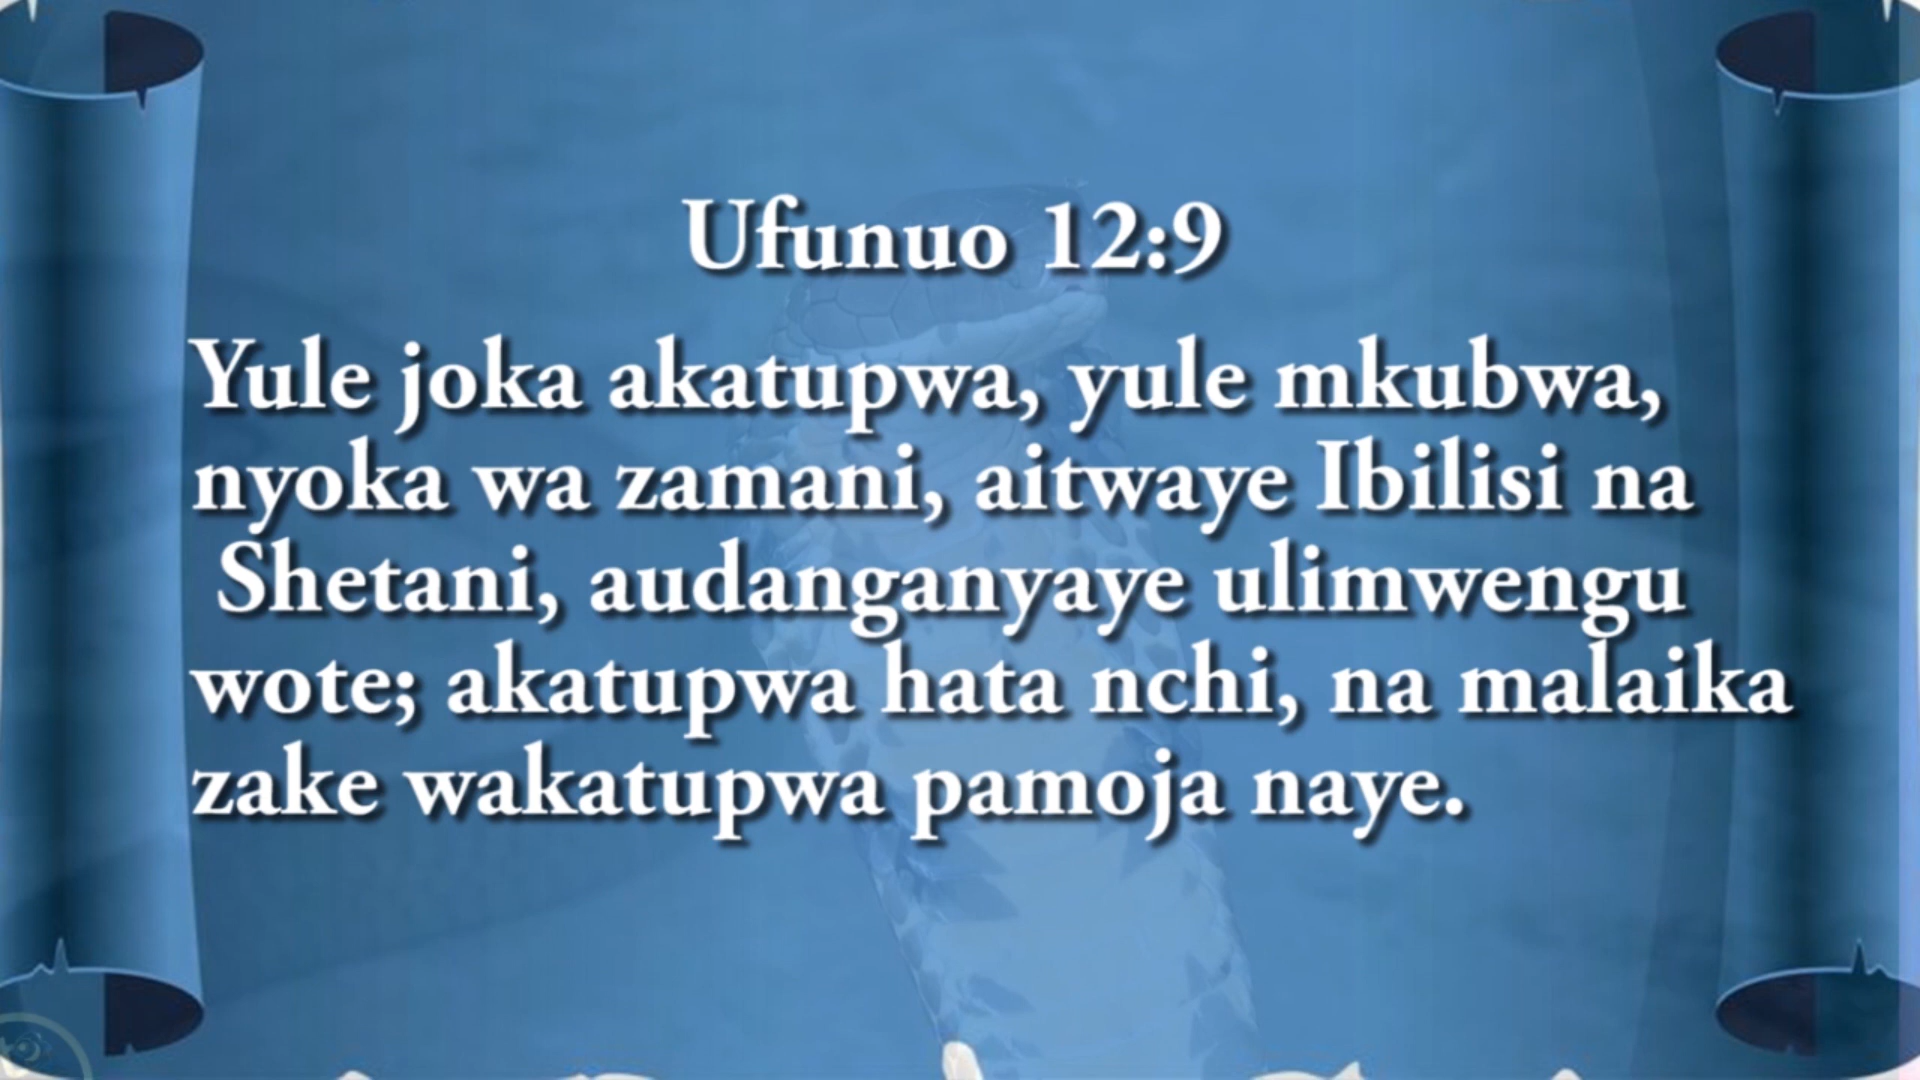 Ufunuo 12:9
Yule joka akatupwa, yule mkubwa,
nyoka wa zamani, aitwaye Ibilisi na
Shetani, audanganyaye ulimwengu
wote; akatupwa hata nchi, na malaika
zake wakatupwa pamoja naye.